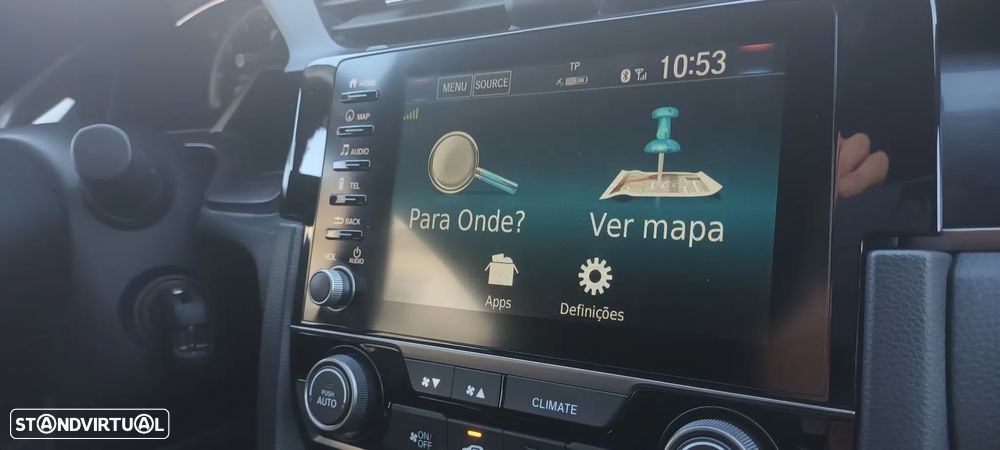 TP
MENU SOURCE
10:53
HOME
MAP
AUDIO
TEL
BACK
VOL AUDIO
Para Onde?
Ver mapa
Apps
Definições
PUSH
AUTO
CLIMATE
ON/
OFF
STANDVIRTUAL